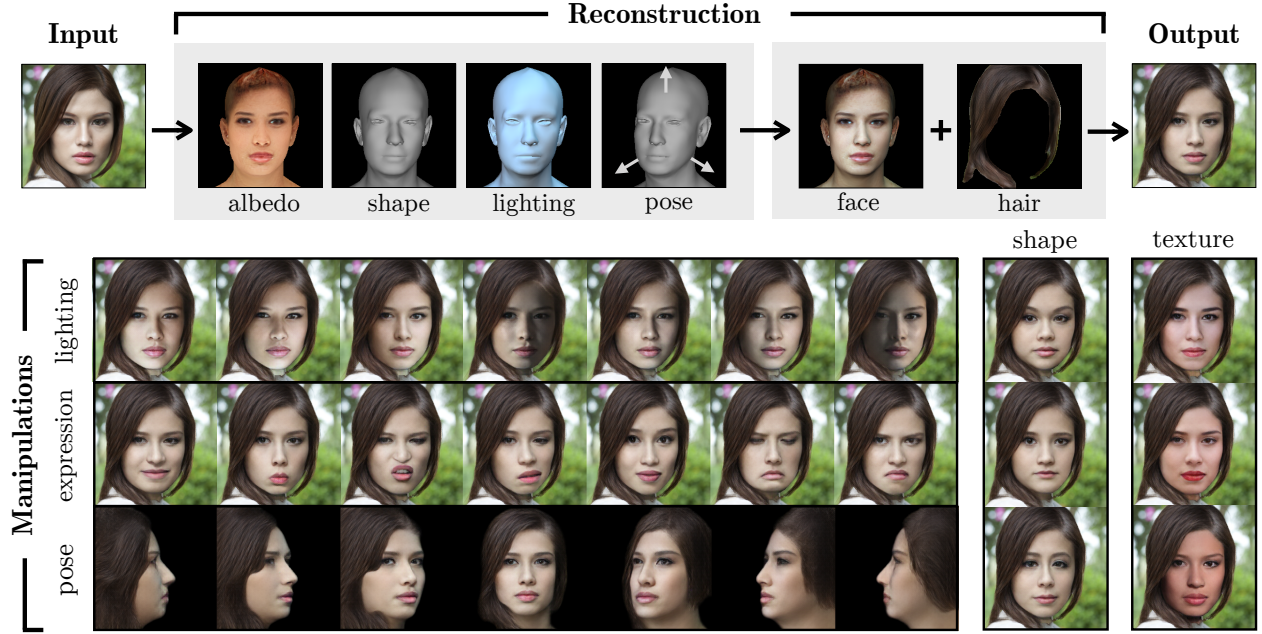 Reconstruction
Input
Output
albedo
shape
lighting
pose
+
face
hair
shape
texture
Manipulations
lighting
expression
pose